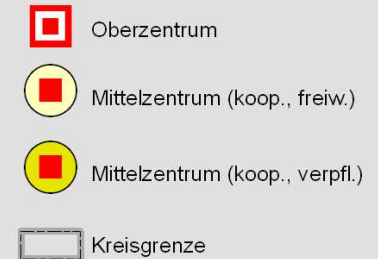 Oberzentrum
Mittelzentrum (koop., freiw.)
Mittelzentrum (koop., verpfl.)
Kreisgrenze